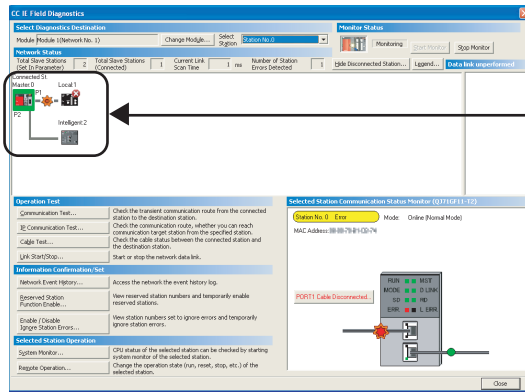 CC IE Field Diagnostics
Select Diagnostics Destination
Module Module 1(Network No. 1)
Change Module...
Select Station
Station No.0
Monitor Status
Monitoring
Start Monitor
Stop Monitor
Network Status
Total Slave Stations (Set In Parameter) 2
Total Slave Stations (Connected) 1
Current Link Scan Time 1 ms
Number of Station Errors Detected 1
Hide Disconnected Station...
Legend...
Data link unperformed
Connected St.
Master:0
Local:1
P1
P2
Intelligent:2
Operation Test
Communication Test...
Check the transient communication route from the connected
station to the destination station.
IP Communication Test...
Check the communication route, whether you can reach
communication target station from the specified station.
Cable Test...
Check the cable status between the connected station and
the destination station.
Link Start/Stop...
Start or stop the network data link.
Information Confirmation/Set
Network Event History...
Access the network the event history log.
Reserved Station
Function Enable...
View reserved station numbers and temporarily enable
reserved stations.
Enable / Disable
Ignore Station Errors...
View station numbers set to ignore errors and temporarily
ignore station errors.
Selected Station Operation
System Monitor...
CPU status of the selected station can be checked by starting
system monitor of the selected station.
Remote Operation...
Change the operation state (run, reset, stop, etc.) of the
selected station.
Selected Station Communication Status Monitor (QJ71GF11-T2)
Station No. 0 Error
Mode: Online (Normal Mode)
MAC Address:
PORT1 Cable Disconnected...
RUN MST
MODE D LINK
SD RD
ERR L ERR
Close